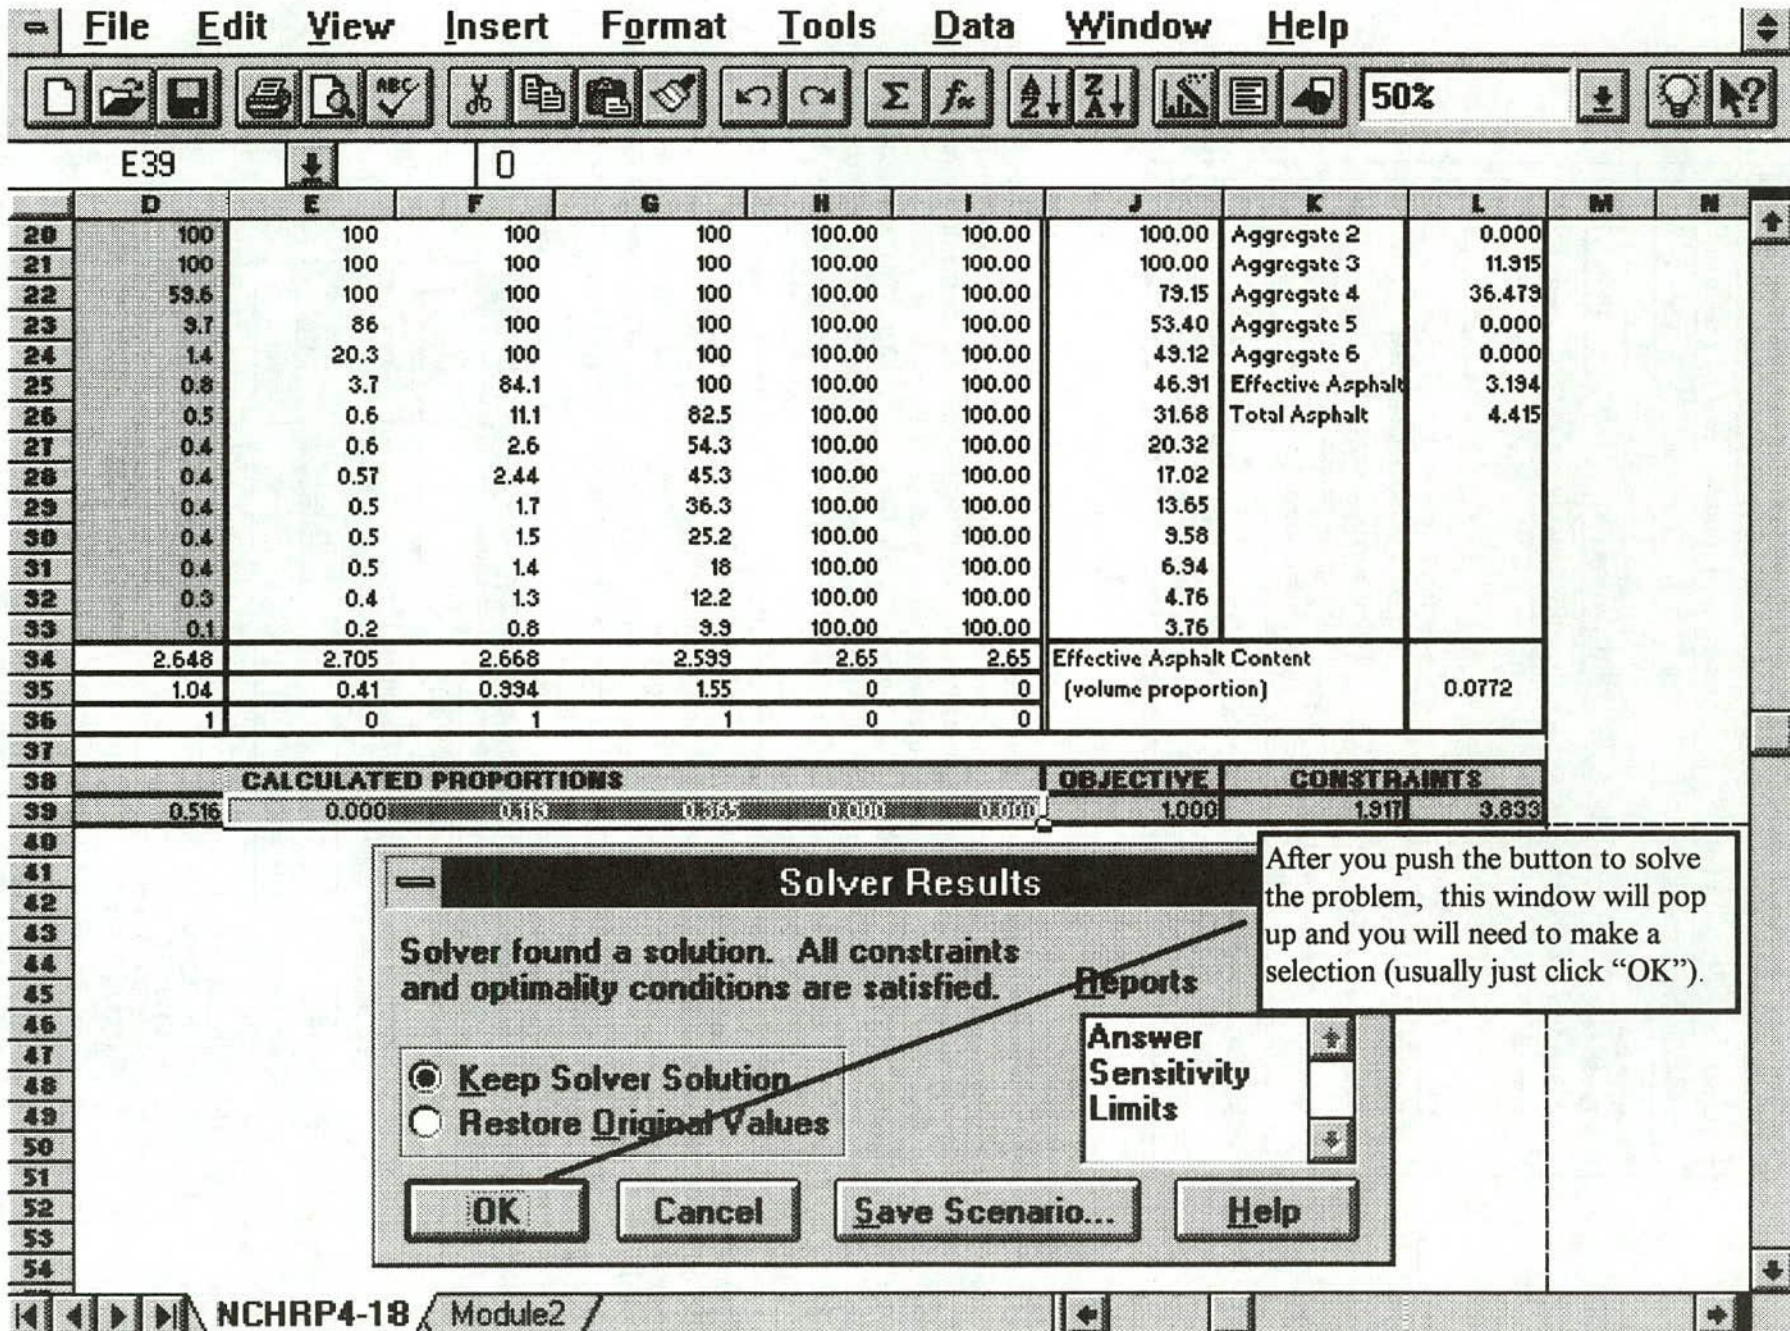 File Edit View Insert Format Tools Data Window Help
ABC Σ A Z Z A 50% ?
E39 0
D E F G H I J K L M N
20 100 100 100 100 100.00 100.00 100.00 Aggregate 2 0.000
21 100 100 100 100 100.00 100.00 100.00 Aggregate 3 11.915
22 59.6 100 100 100 100.00 100.00 79.15 Aggregate 4 36.479
23 9.7 86 100 100 100.00 100.00 53.40 Aggregate 5 0.000
24 1.4 20.3 100 100 100.00 100.00 49.12 Aggregate 6 0.000
25 0.8 3.7 84.1 100 100.00 100.00 46.91 Effective Asphalt 3.194
26 0.5 0.6 11.1 82.5 100.00 100.00 31.68 Total Asphalt 4.415
27 0.4 0.6 2.6 54.3 100.00 100.00 20.32
28 0.4 0.57 2.44 45.3 100.00 100.00 17.02
29 0.4 0.5 1.7 36.3 100.00 100.00 13.65
30 0.4 0.5 1.5 25.2 100.00 100.00 9.58
31 0.4 0.5 1.4 18 100.00 100.00 6.94
32 0.3 0.4 1.3 12.2 100.00 100.00 4.76
33 0.1 0.2 0.8 9.9 100.00 100.00 3.76
34 2.648 2.705 2.668 2.599 2.65 2.65 Effective Asphalt Content
35 1.04 0.41 0.994 1.55 0 0 (volume proportion) 0.0772
36 1 0 1 1 0 0
37
38 CALCULATED PROPORTIONS OBJECTIVE CONSTRAINTS
39 0.516 0.000 0.365 0.000 0.000 1.000 1.917 3.833
40
41
42
43
44
45
46
47
48
49
50
51
52
53
54
After you push the button to solve
the problem, this window will pop
up and you will need to make a
selection (usually just click “OK”).
Solver Results
Solver found a solution. All constraints
and optimality conditions are satisfied.
Reports
Answer
Sensitivity
Limits
Keep Solver Solution
Restore Original Values
OK Cancel Save Scenario... Help
NCHRP4-18 Module2